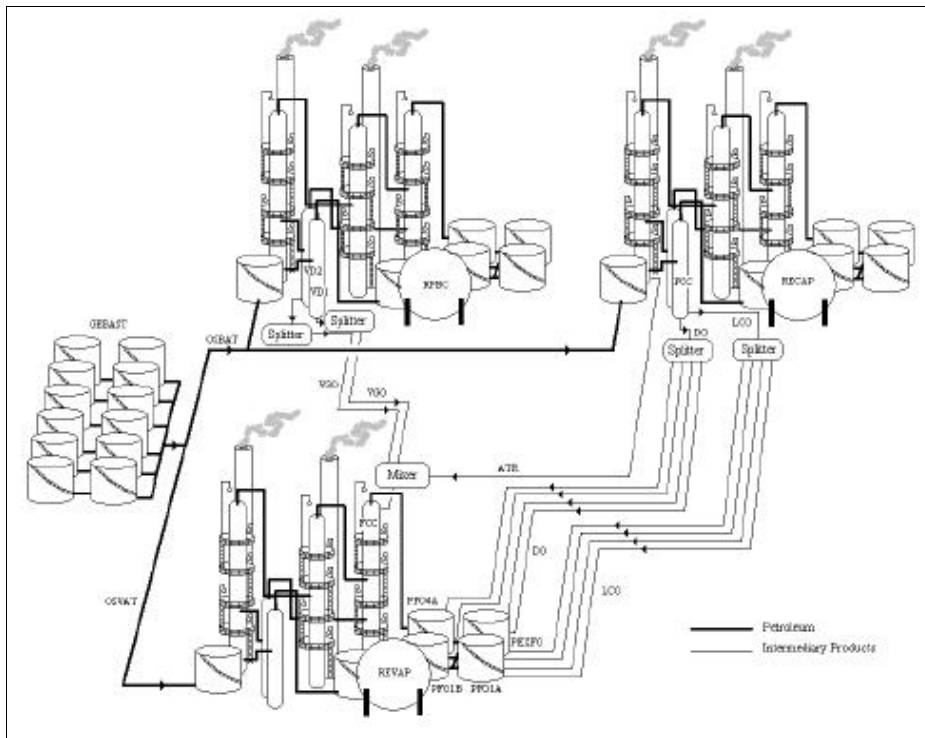 VD2
VD1
RPBC
FCC
RECAP
Splitter
Splitter
DO
LCO
GEBAST
OSBAT
Splitter
Splitter
VGO
VGO
Mixer
ATR
FCC
DO
OSVAT
LCO
PFO4A
PEXFO
Petroleum
REVAP
Intermediary Products
PFO1B
PFO1A